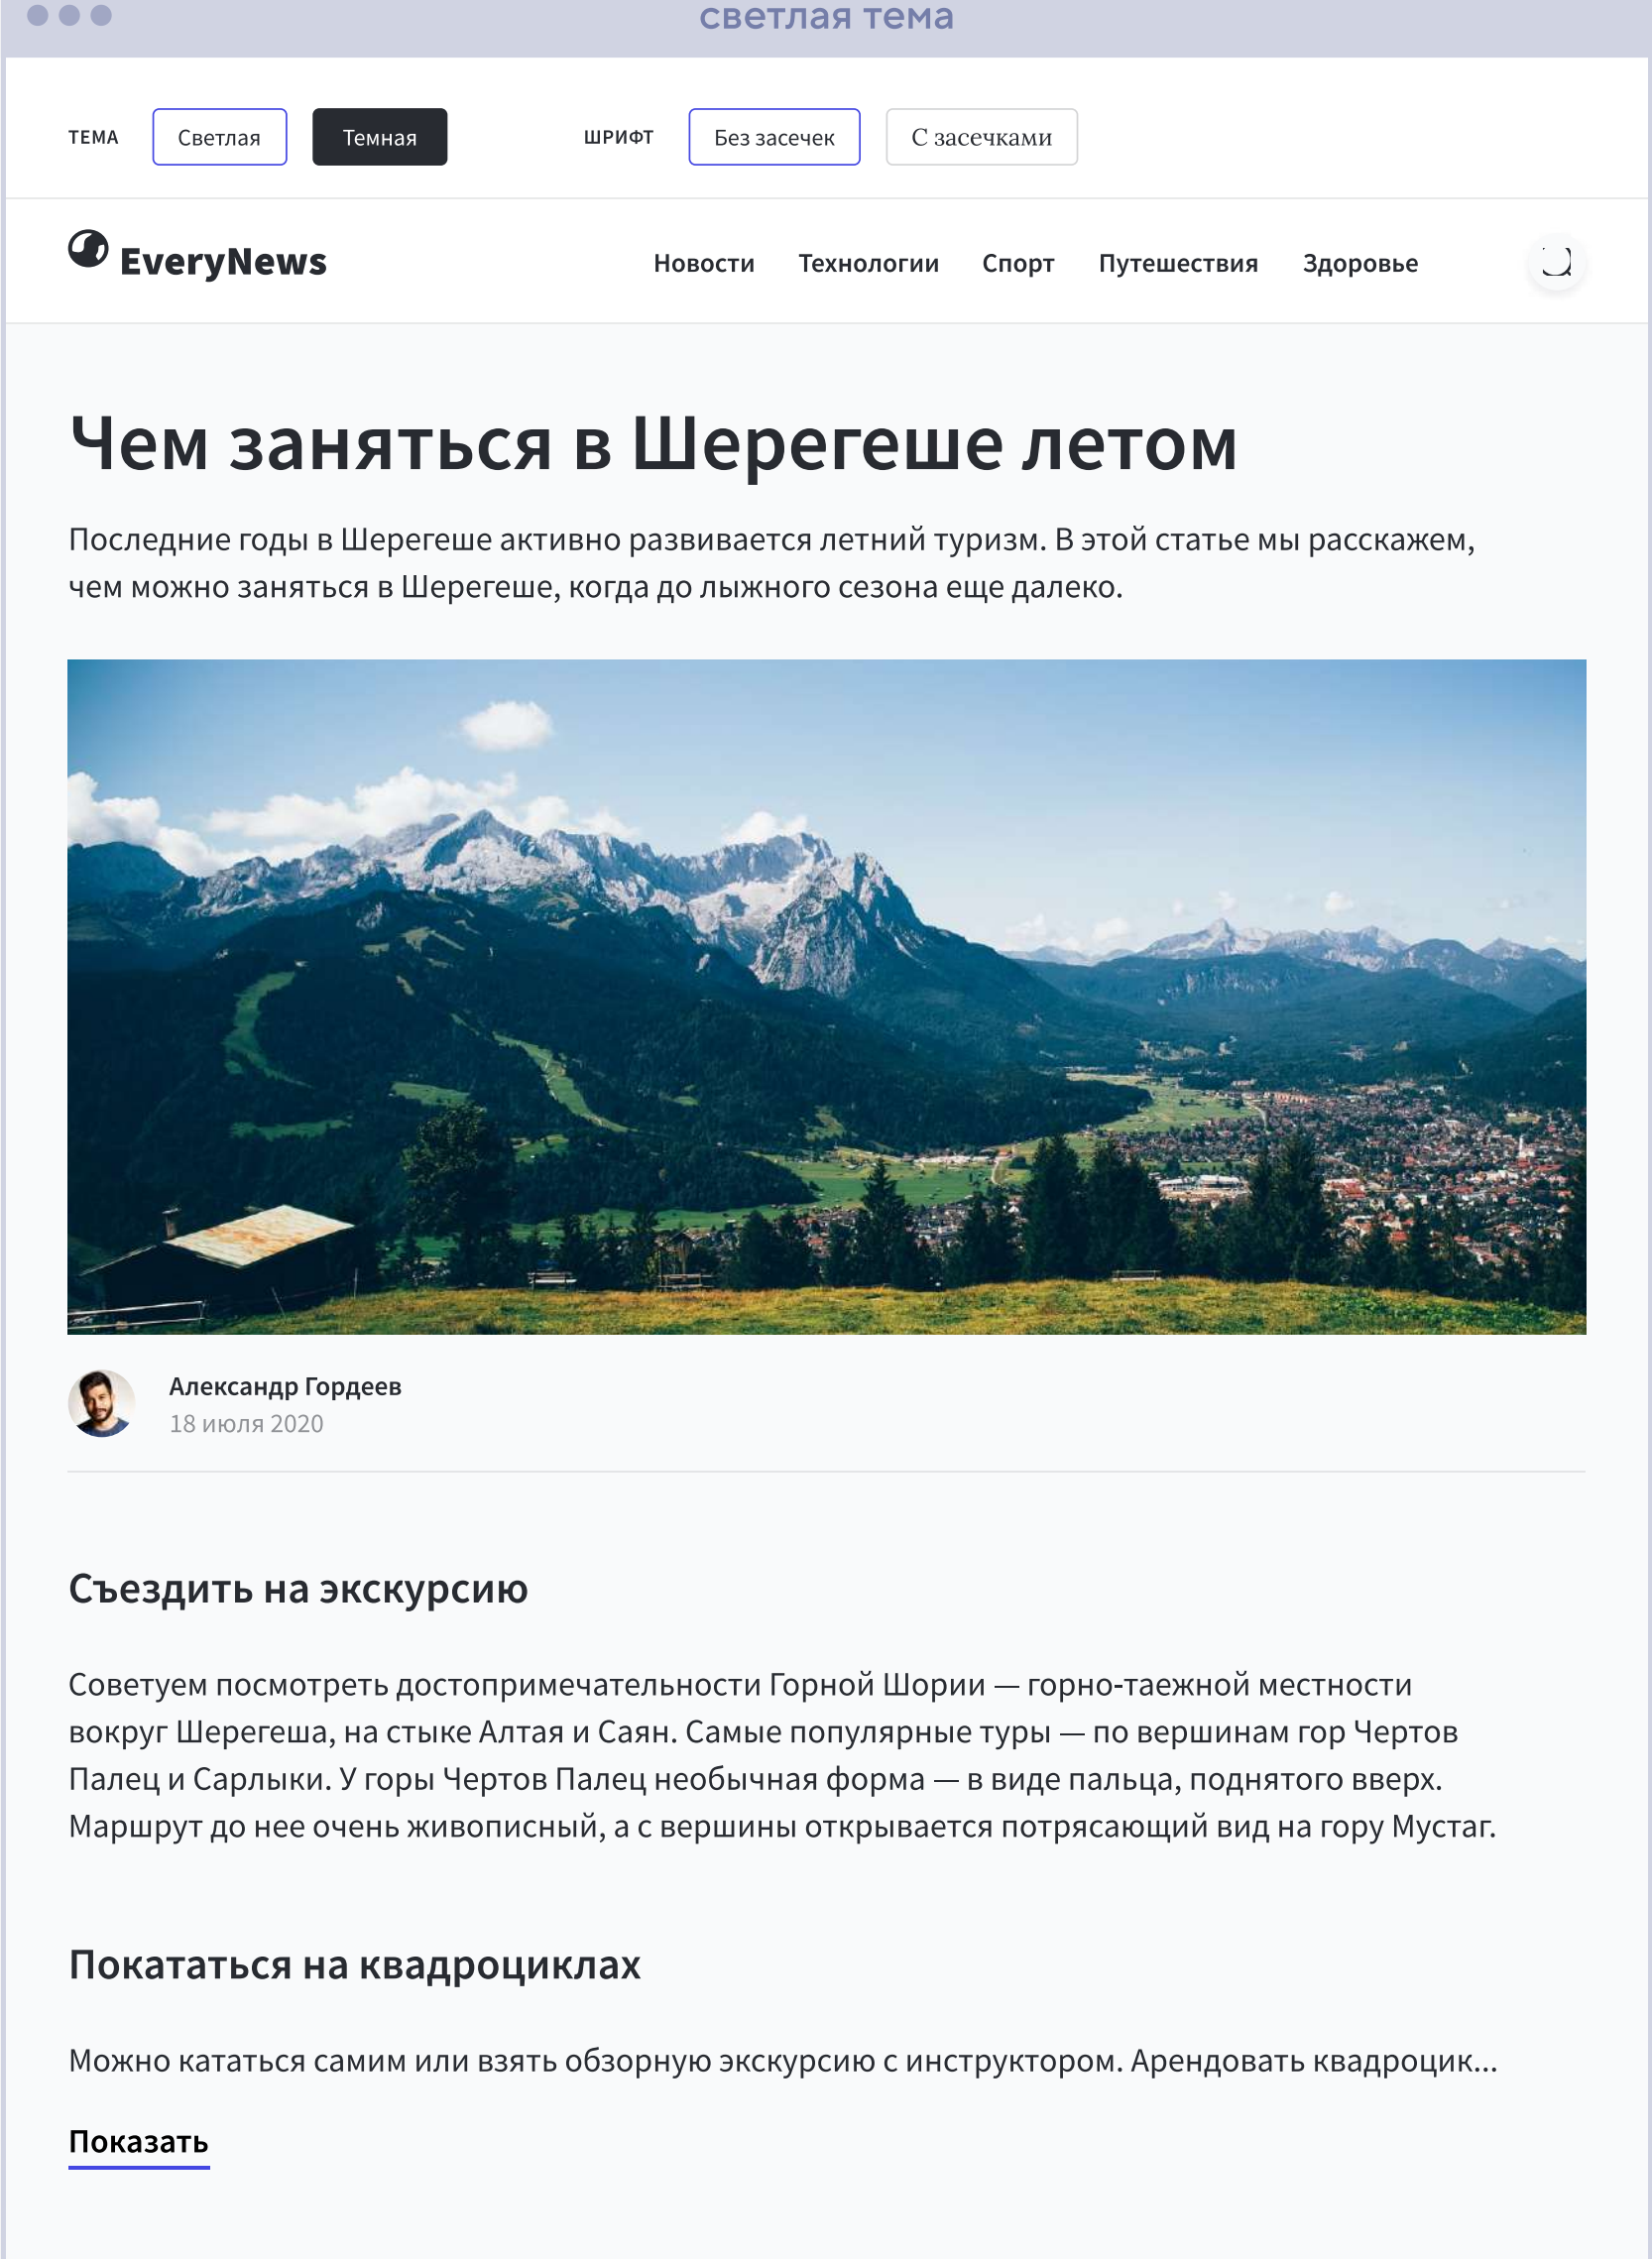 светлая тема
ТЕМА Светлая Темная ШРИФТ Без засечек С засечками
EveryNews Новости Технологии Спорт Путешествия Здоровье
Чем заняться в Шерегеше летом
Последние годы в Шерегеше активно развивается летний туризм. В этой статье мы расскажем,
чем можно заняться в Шерегеше, когда до лыжного сезона еще далеко.
Александр Гордеев
18 июля 2020
Съездить на экскурсию
Советуем посмотреть достопримечательности Горной Шории — горно-таежной местности
вокруг Шерегеша, на стыке Алтая и Саян. Самые популярные туры — по вершинам гор Чертов
Палец и Сарлыки. У горы Чертов Палец необычная форма — в виде пальца, поднятого вверх.
Маршрут до нее очень живописный, а с вершины открывается потрясающий вид на гору Мустаг.
Покататься на квадроциклах
Можно кататься самим или взять обзорную экскурсию с инструктором. Арендовать квадроцик...
Показать